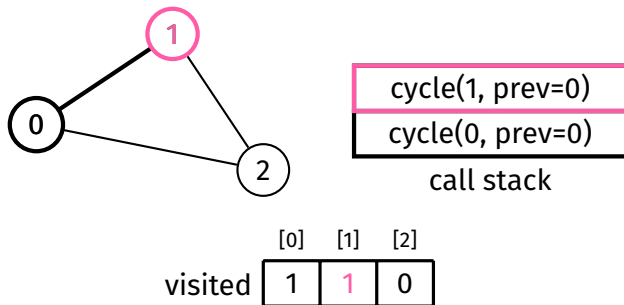 1
0
2
cycle(1, prev=0)
cycle(0, prev=0)
call stack
[0] [1] [2]
visited 1 1 0